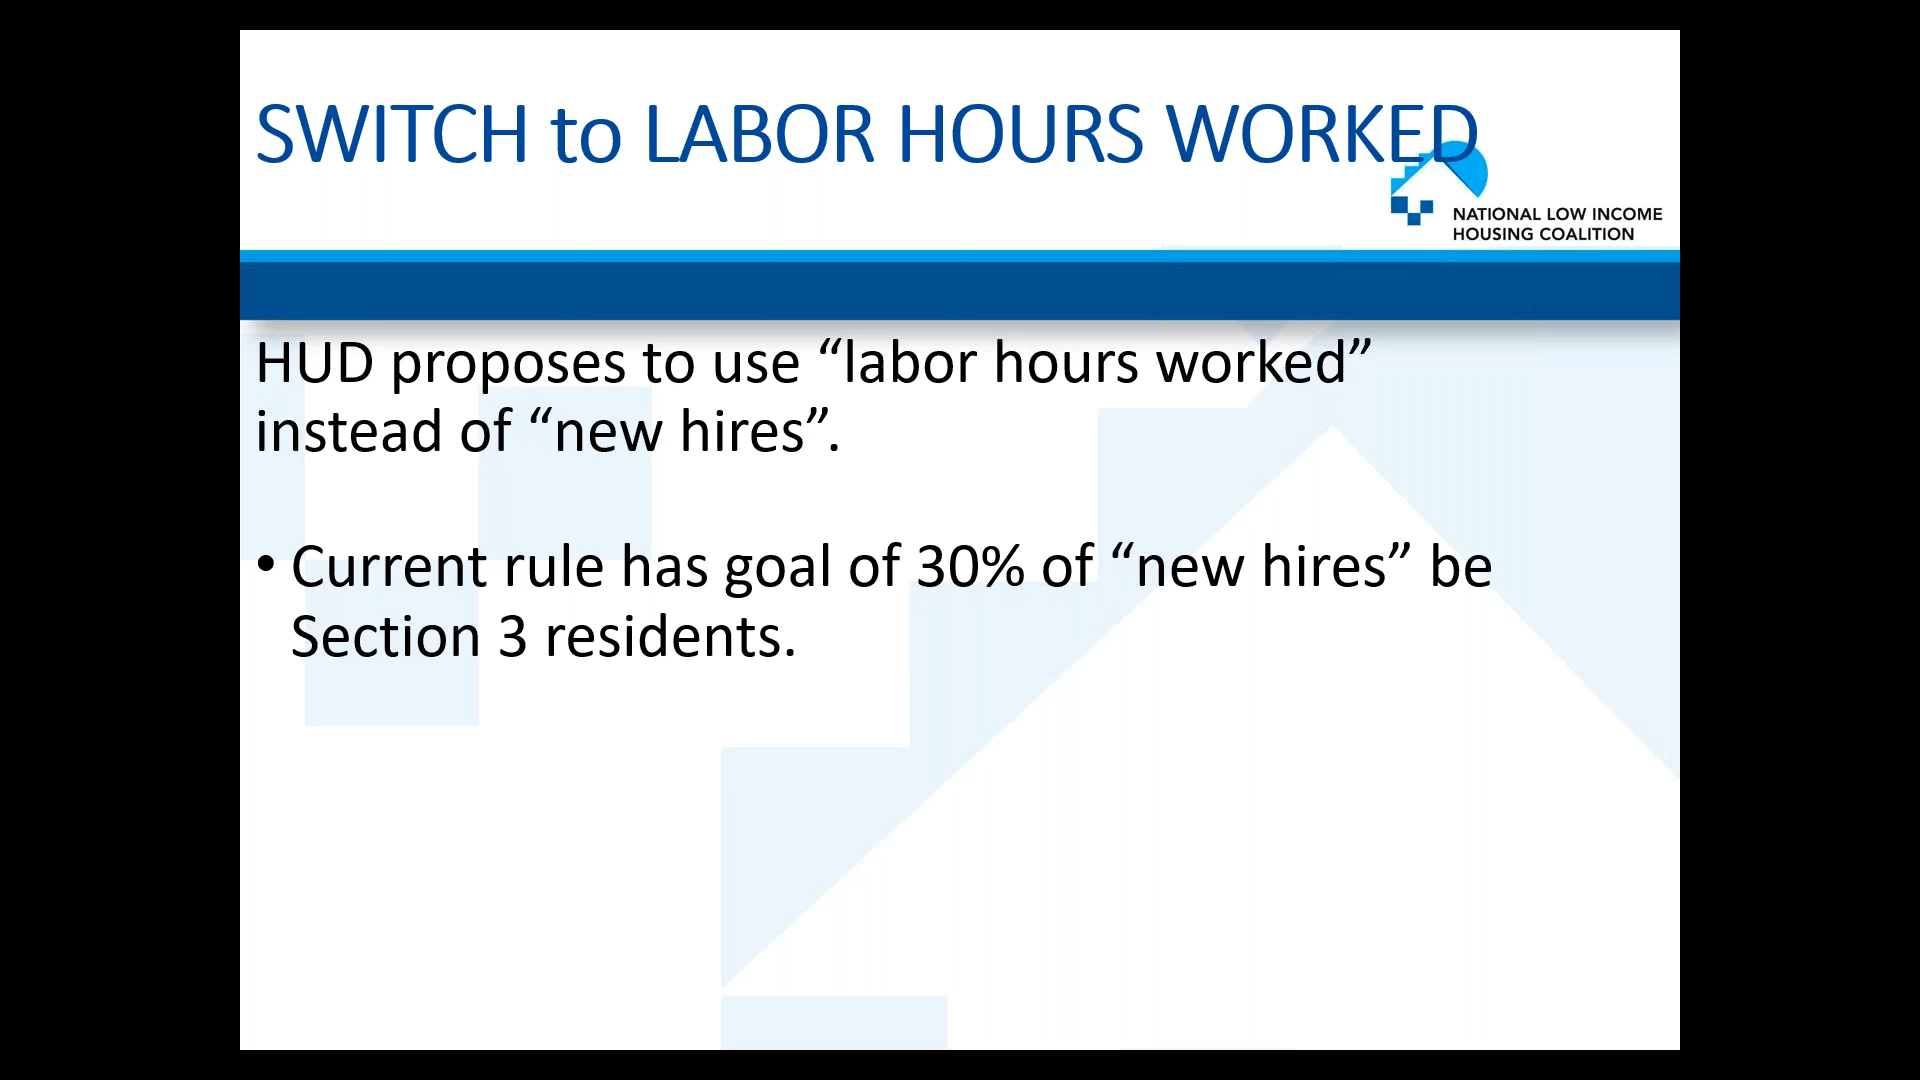 SWITCH to LABOR HOURS WORKED
NATIONAL LOW INCOME
HOUSING COALITION
HUD proposes to use “labor hours worked”
instead of “new hires”.
• Current rule has goal of 30% of “new hires” be
Section 3 residents.